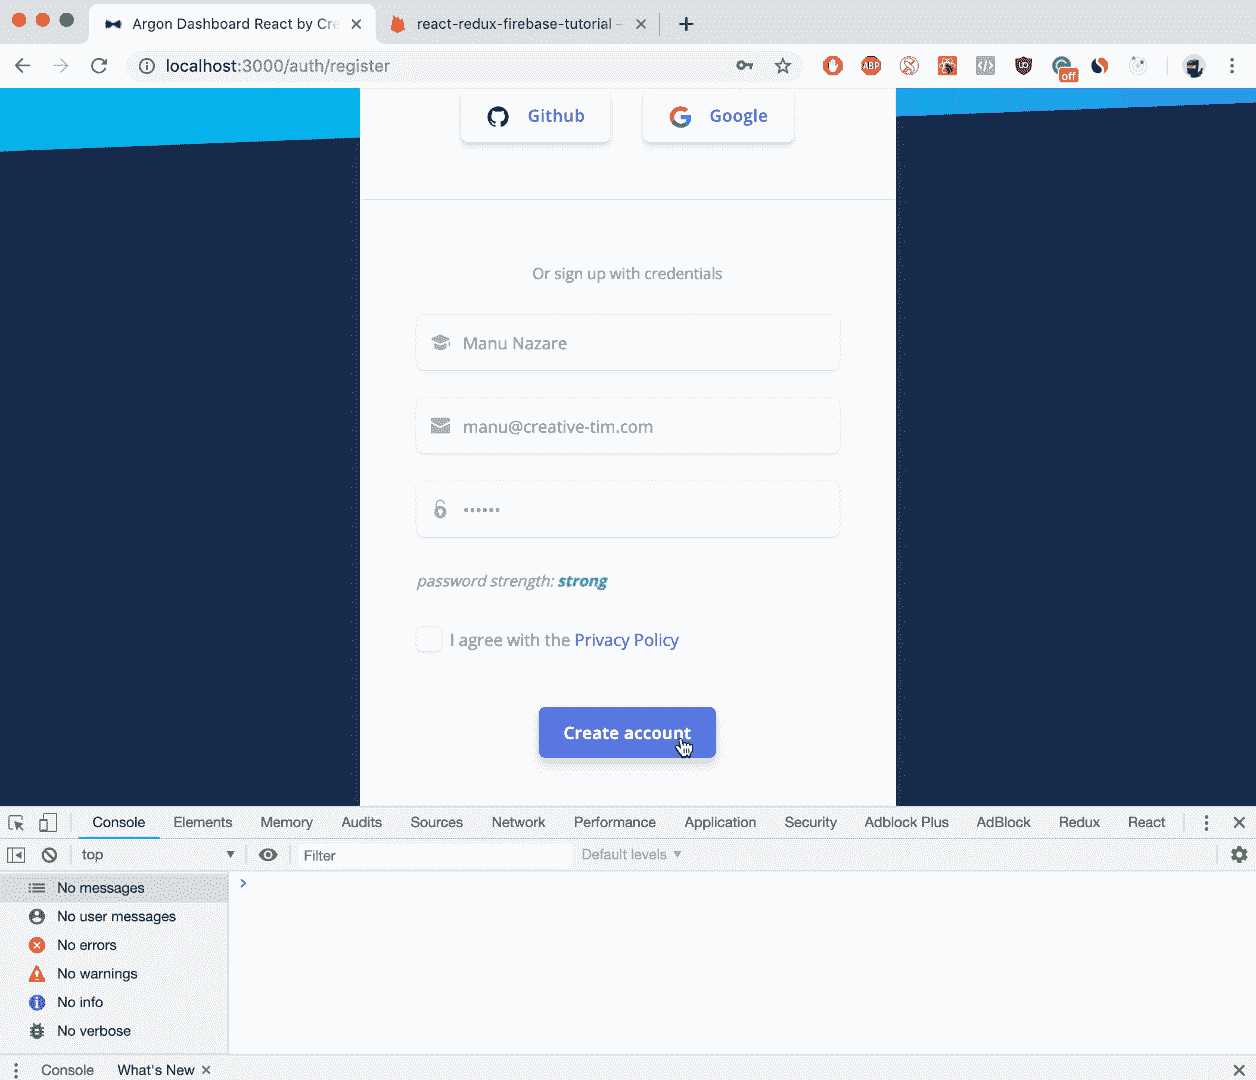 Argon Dashboard React by Cre
react-redux-firebase-tutorial –
localhost:3000/auth/register
ABP
off
Github
Google
Or sign up with credentials
Manu Nazare
manu@creative-tim.com
••••••
password strength: strong
I agree with the Privacy Policy
Create account
Console Elements Memory Audits Sources Network Performance Application Security Adblock Plus AdBlock Redux React
top Filter Default levels
No messages
No user messages
No errors
No warnings
No info
No verbose
Console What's New